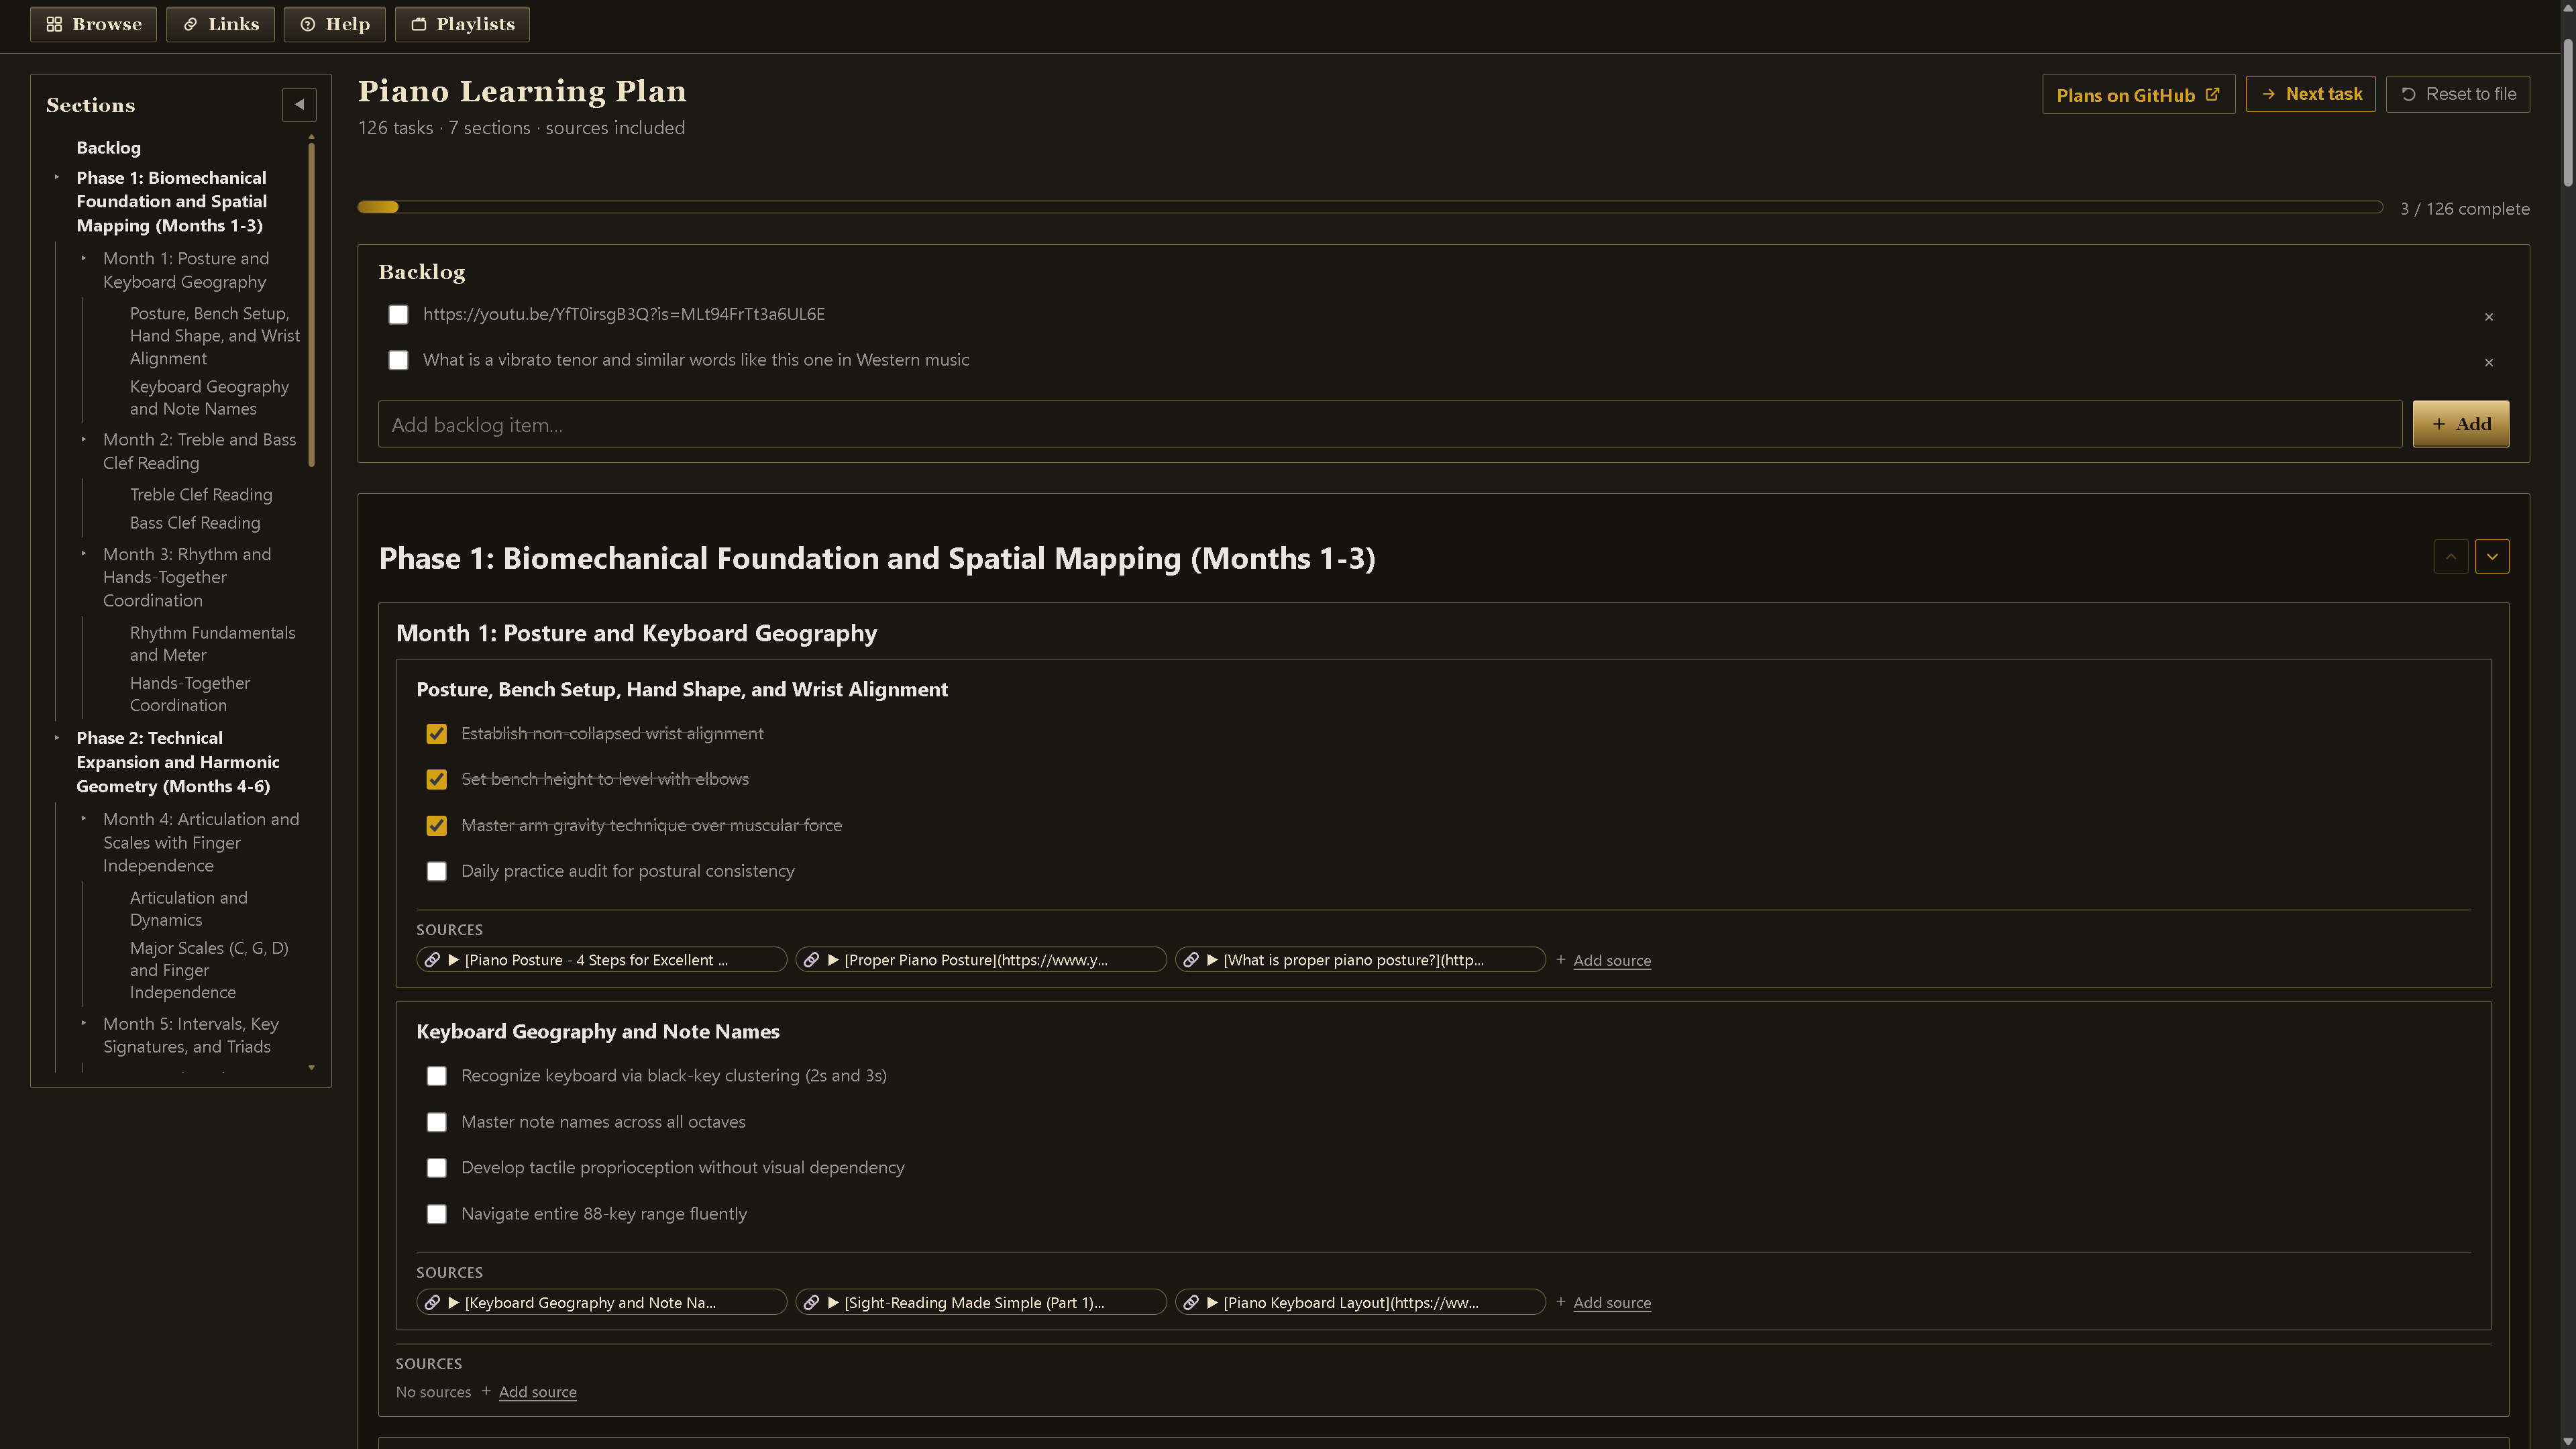 Browse
Links
Help
Playlists
Sections
Backlog
Phase 1: Biomechanical
Foundation and Spatial
Mapping (Months 1-3)
Month 1: Posture and
Keyboard Geography
Posture, Bench Setup,
Hand Shape, and Wrist
Alignment
Keyboard Geography
and Note Names
Month 2: Treble and Bass
Clef Reading
Treble Clef Reading
Bass Clef Reading
Month 3: Rhythm and
Hands-Together
Coordination
Rhythm Fundamentals
and Meter
Hands-Together
Coordination
Phase 2: Technical
Expansion and Harmonic
Geometry (Months 4-6)
Month 4: Articulation and
Scales with Finger
Independence
Articulation and
Dynamics
Major Scales (C, G, D)
and Finger
Independence
Month 5: Intervals, Key
Signatures, and Triads
Piano Learning Plan
126 tasks · 7 sections · sources included
Plans on GitHub
Next task
Reset to file
3 / 126 complete
Backlog
https://youtu.be/YfT0irsgB3Q?is=MLt94FrTt3a6UL6E
What is a vibrato tenor and similar words like this one in Western music
Add backlog item...
+ Add
Phase 1: Biomechanical Foundation and Spatial Mapping (Months 1-3)
Month 1: Posture and Keyboard Geography
Posture, Bench Setup, Hand Shape, and Wrist Alignment
Establish non-collapsed wrist alignment
Set bench height to level with elbows
Master arm gravity technique over muscular force
Daily practice audit for postural consistency
SOURCES
[Piano Posture - 4 Steps for Excellent ...
[Proper Piano Posture](https://www.y...
[What is proper piano posture?](http...
+ Add source
Keyboard Geography and Note Names
Recognize keyboard via black-key clustering (2s and 3s)
Master note names across all octaves
Develop tactile proprioception without visual dependency
Navigate entire 88-key range fluently
SOURCES
[Keyboard Geography and Note Na...
[Sight-Reading Made Simple (Part 1)...
[Piano Keyboard Layout](https://ww...
+ Add source
SOURCES
No sources + Add source